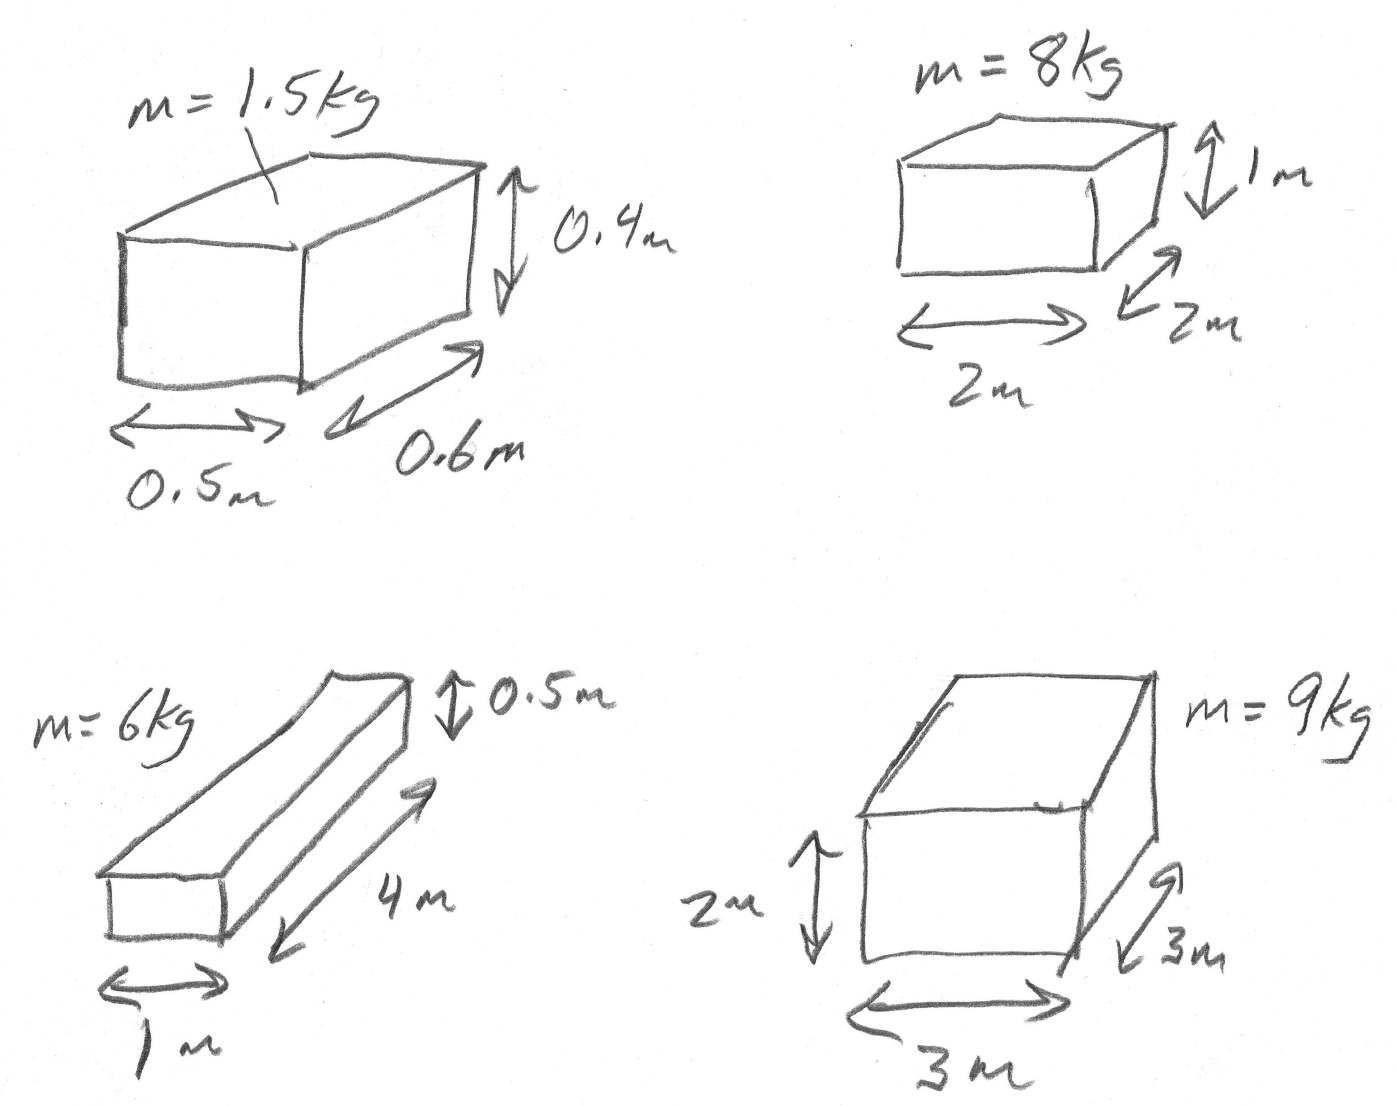 m = 1.5kg
0.4m
0.6m
0.5m
m = 8kg
1m
2m
2m
m = 6kg
0.5m
4m
1m
m = 9kg
2m
3m
3m